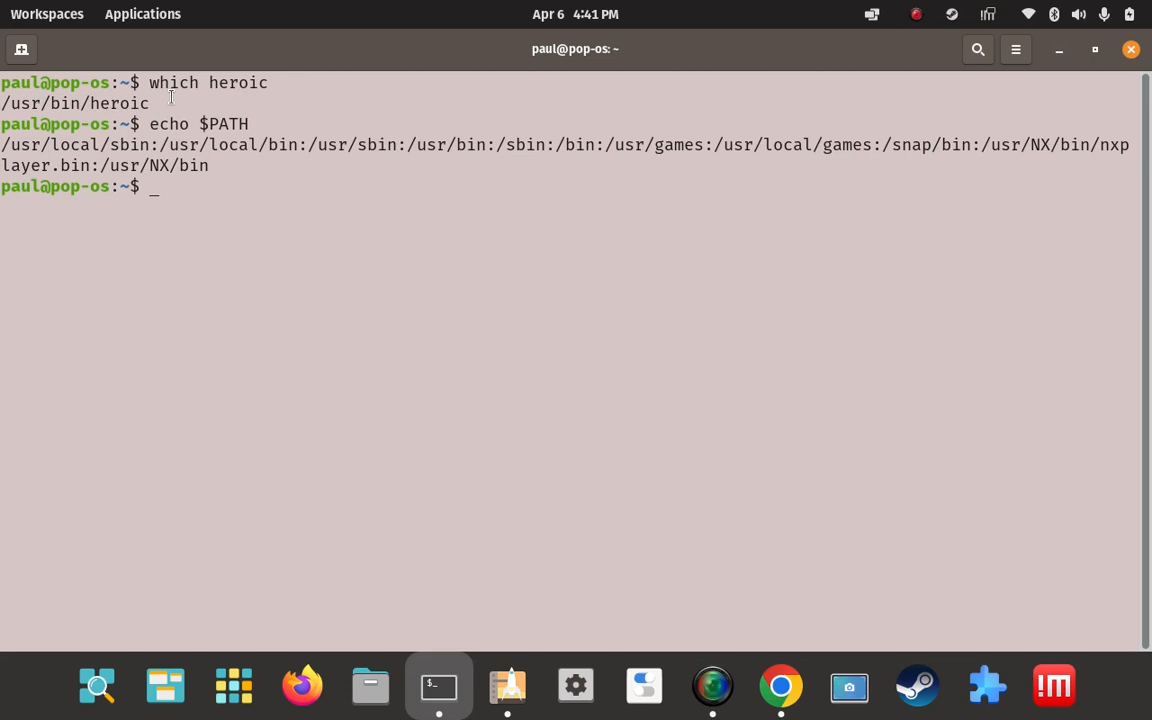 Workspaces Applications Apr 6 4:41 PM
paul@pop-os: ~
paul@pop-os:~$ which heroic
/usr/bin/heroic
paul@pop-os:~$ echo $PATH
/usr/local/sbin:/usr/local/bin:/usr/sbin:/usr/bin:/sbin:/bin:/usr/games:/usr/local/games:/snap/bin:/usr/NX/bin/nxp
layer.bin:/usr/NX/bin
paul@pop-os:~$ _
$_ !M